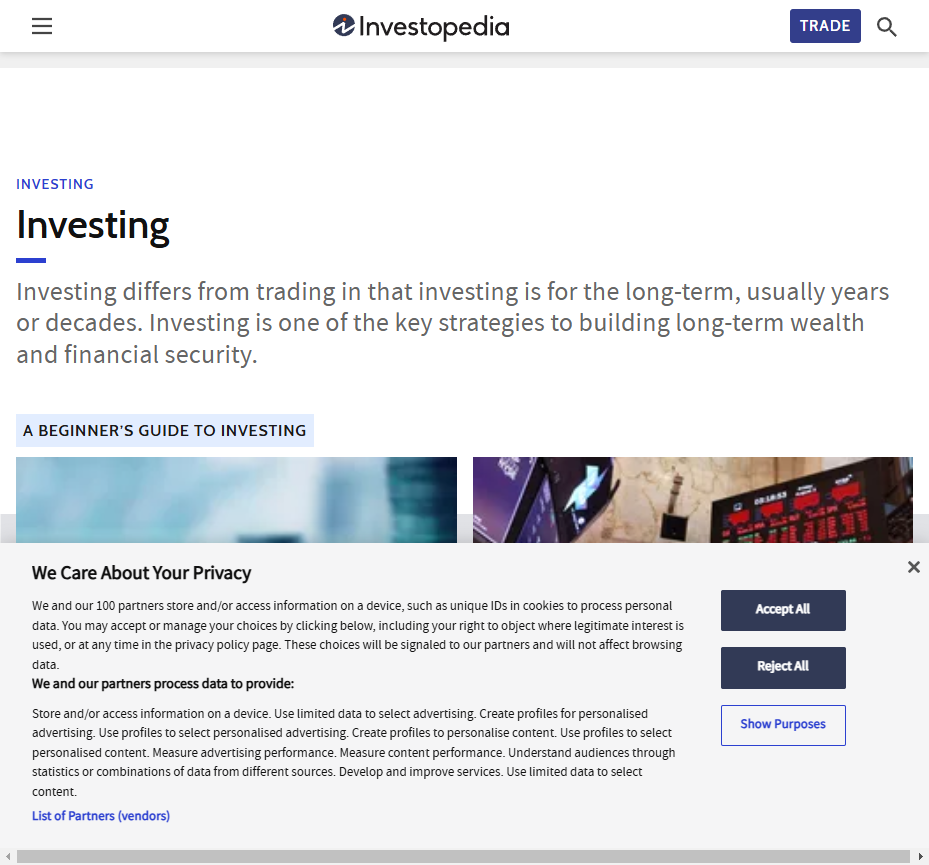 Investopedia
TRADE
INVESTING
Investing
Investing differs from trading in that investing is for the long-term, usually years
or decades. Investing is one of the key strategies to building long-term wealth
and financial security.
A BEGINNER'S GUIDE TO INVESTING
We Care About Your Privacy
We and our 100 partners store and/or access information on a device, such as unique IDs in cookies to process personal
data. You may accept or manage your choices by clicking below, including your right to object where legitimate interest is
used, or at any time in the privacy policy page. These choices will be signaled to our partners and will not affect browsing
data.
We and our partners process data to provide:
Store and/or access information on a device. Use limited data to select advertising. Create profiles for personalised
advertising. Use profiles to select personalised advertising. Create profiles to personalise content. Use profiles to select
personalised content. Measure advertising performance. Measure content performance. Understand audiences through
statistics or combinations of data from different sources. Develop and improve services. Use limited data to select
content.
List of Partners (vendors)
Accept All
Reject All
Show Purposes